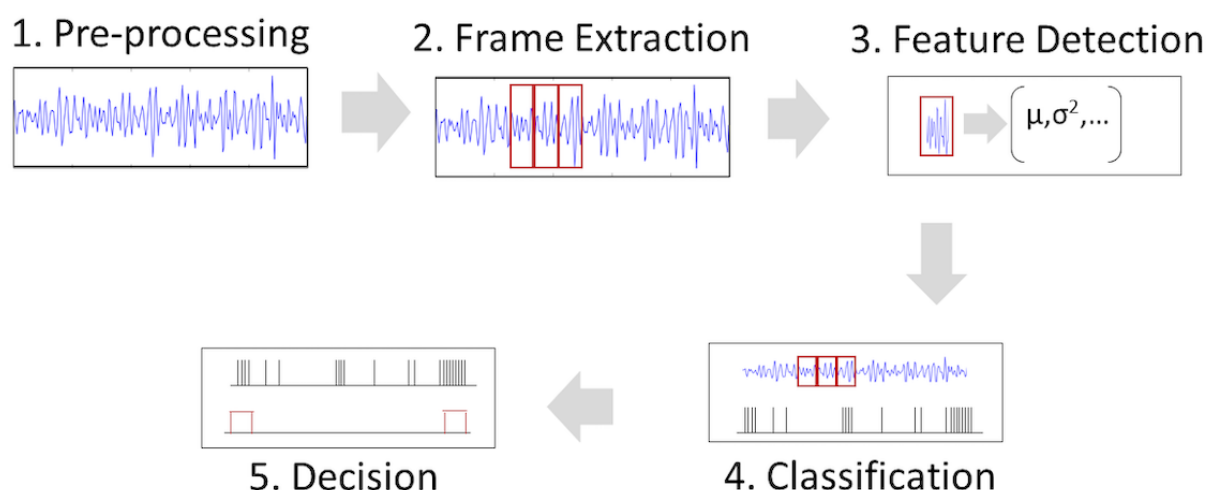 1. Pre-processing
2. Frame Extraction
3. Feature Detection
μ,σ²,...
4. Classification
5. Decision